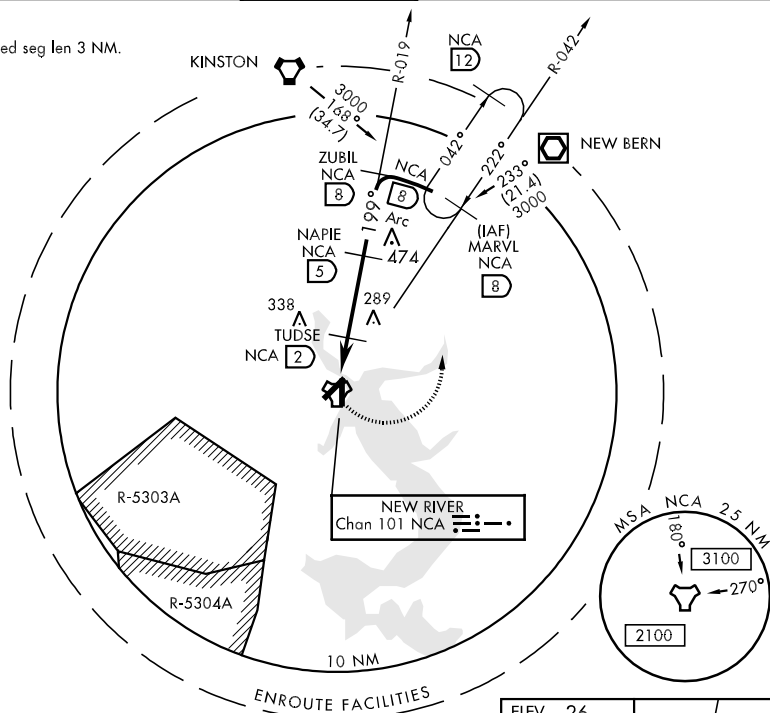 ed seg len 3 NM.
KINSTON
3000
168°
(34.7)
R-019
NCA
12
R-042
042°
222°
NEW BERN
233°
(21.4)
3000
ZUBIL
NCA
8
NCA
8
Arc
199°
(IAF)
MARVL
NCA
8
NAPIE
NCA
5
474
338
289
TUDSE
NCA 2
R-5303A
R-5304A
NEW RIVER
Chan 101 NCA
MSA NCA 25 NM
180°
3100
270°
2100
10 NM
ENROUTE FACILITIES
ELEV 26